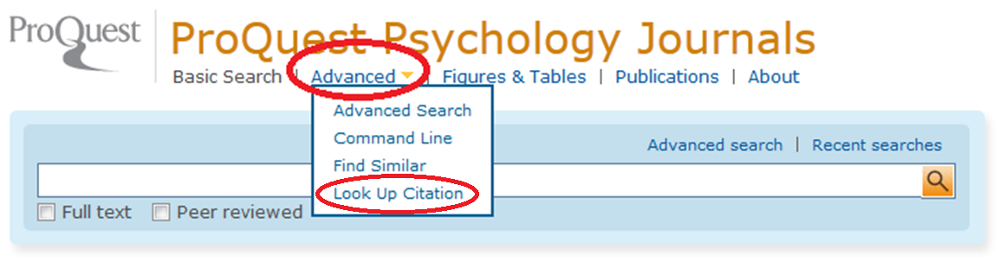 ProQuest
ProQuest Psychology Journals
Basic Search | Advanced | Figures & Tables | Publications | About
Advanced Search
Command Line
Find Similar
Look Up Citation
Advanced search | Recent searches
Full text Peer reviewed